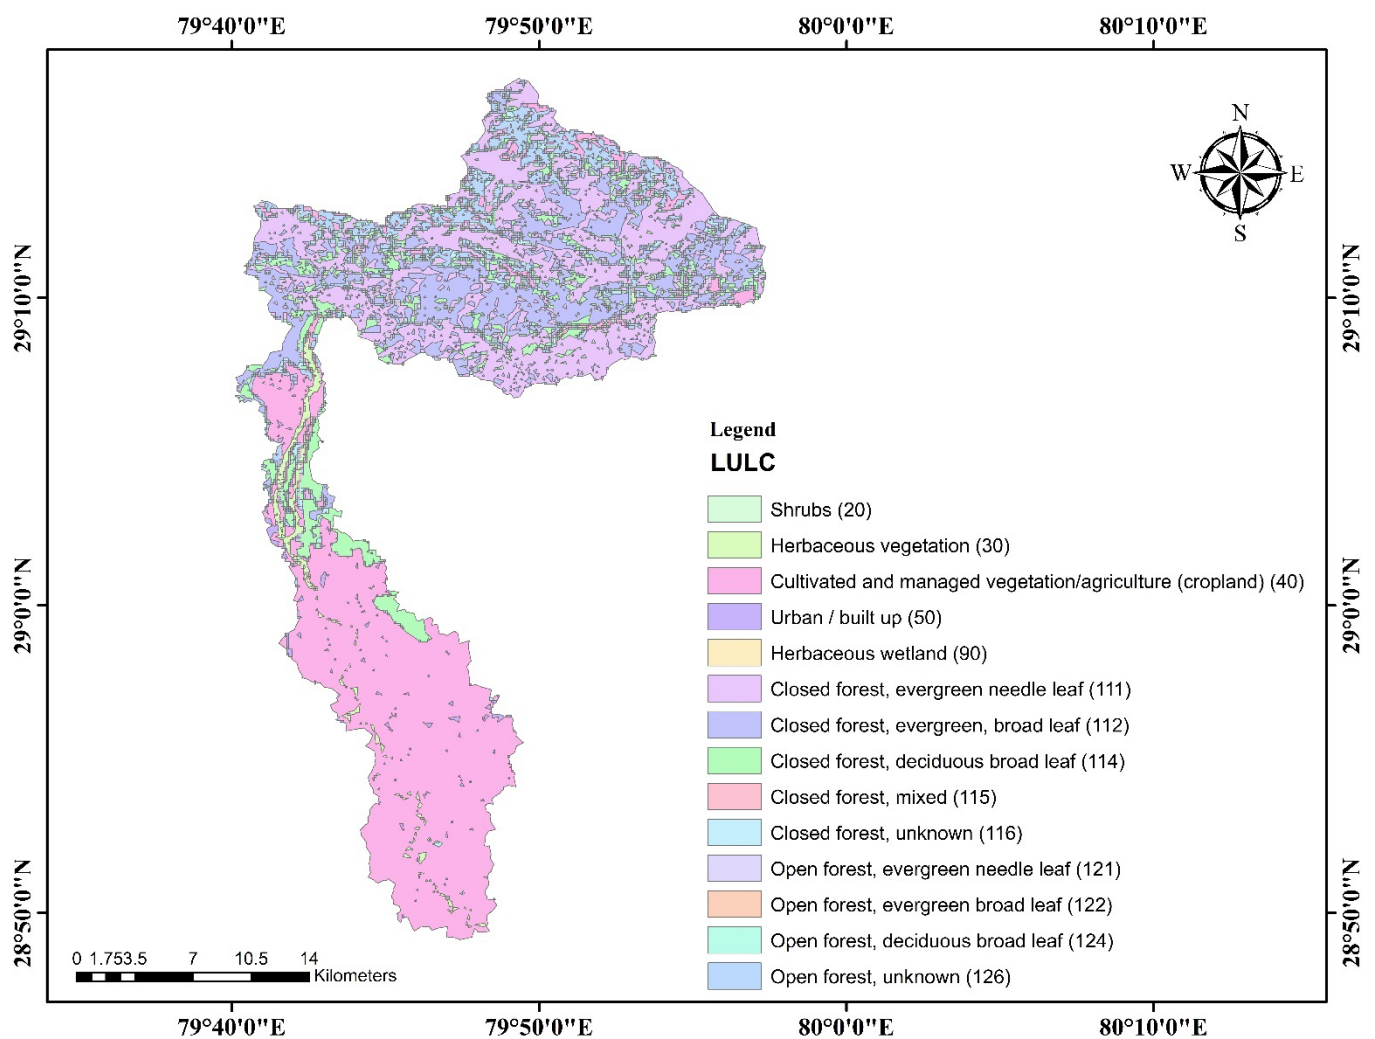 79°40'0"E 79°50'0"E 80°0'0"E 80°10'0"E
N
W E
S
29°10'0"N 29°10'0"N
29°0'0"N 29°0'0"N
28°50'0"N 28°50'0"N
Legend
LULC
Shrubs (20)
Herbaceous vegetation (30)
Cultivated and managed vegetation/agriculture (cropland) (40)
Urban / built up (50)
Herbaceous wetland (90)
Closed forest, evergreen needle leaf (111)
Closed forest, evergreen, broad leaf (112)
Closed forest, deciduous broad leaf (114)
Closed forest, mixed (115)
Closed forest, unknown (116)
Open forest, evergreen needle leaf (121)
Open forest, evergreen broad leaf (122)
Open forest, deciduous broad leaf (124)
Open forest, unknown (126)
0 1.753.5 7 10.5 14
Kilometers
79°40'0"E 79°50'0"E 80°0'0"E 80°10'0"E